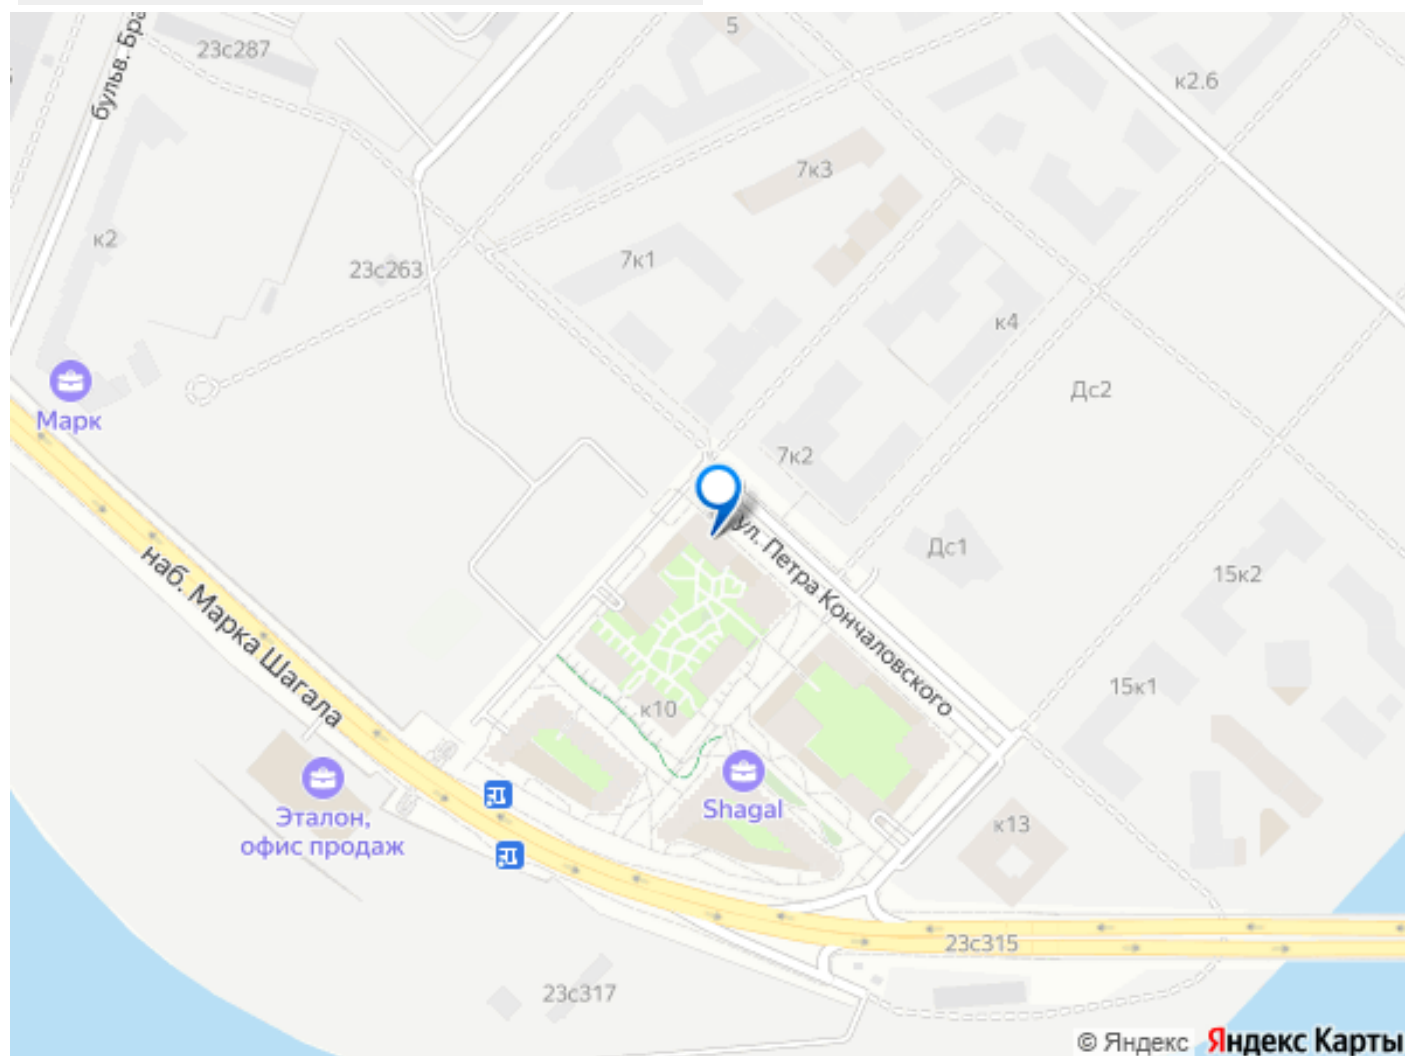 5
23с287
бульв. Бра
к2.6
7к3
к2
7к1
23с263
к4
Дс2
Марк
7к2
ул. Петра Кончаловского
Дс1
15к2
наб. Марка Шагала
15к1
к10
Shagal
Эталон,
офис продаж
к13
23с315
23с317
© Яндекс Яндекс Карты